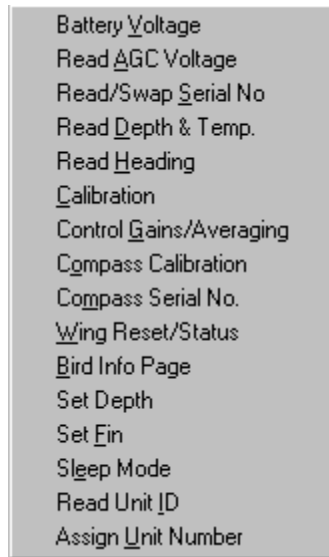 Battery Voltage
Read AGC Voltage
Read/Swap Serial No
Read Depth & Temp.
Read Heading
Calibration
Control Gains/Averaging
Compass Calibration
Compass Serial No.
Wing Reset/Status
Bird Info Page
Set Depth
Set Fin
Sleep Mode
Read Unit ID
Assign Unit Number